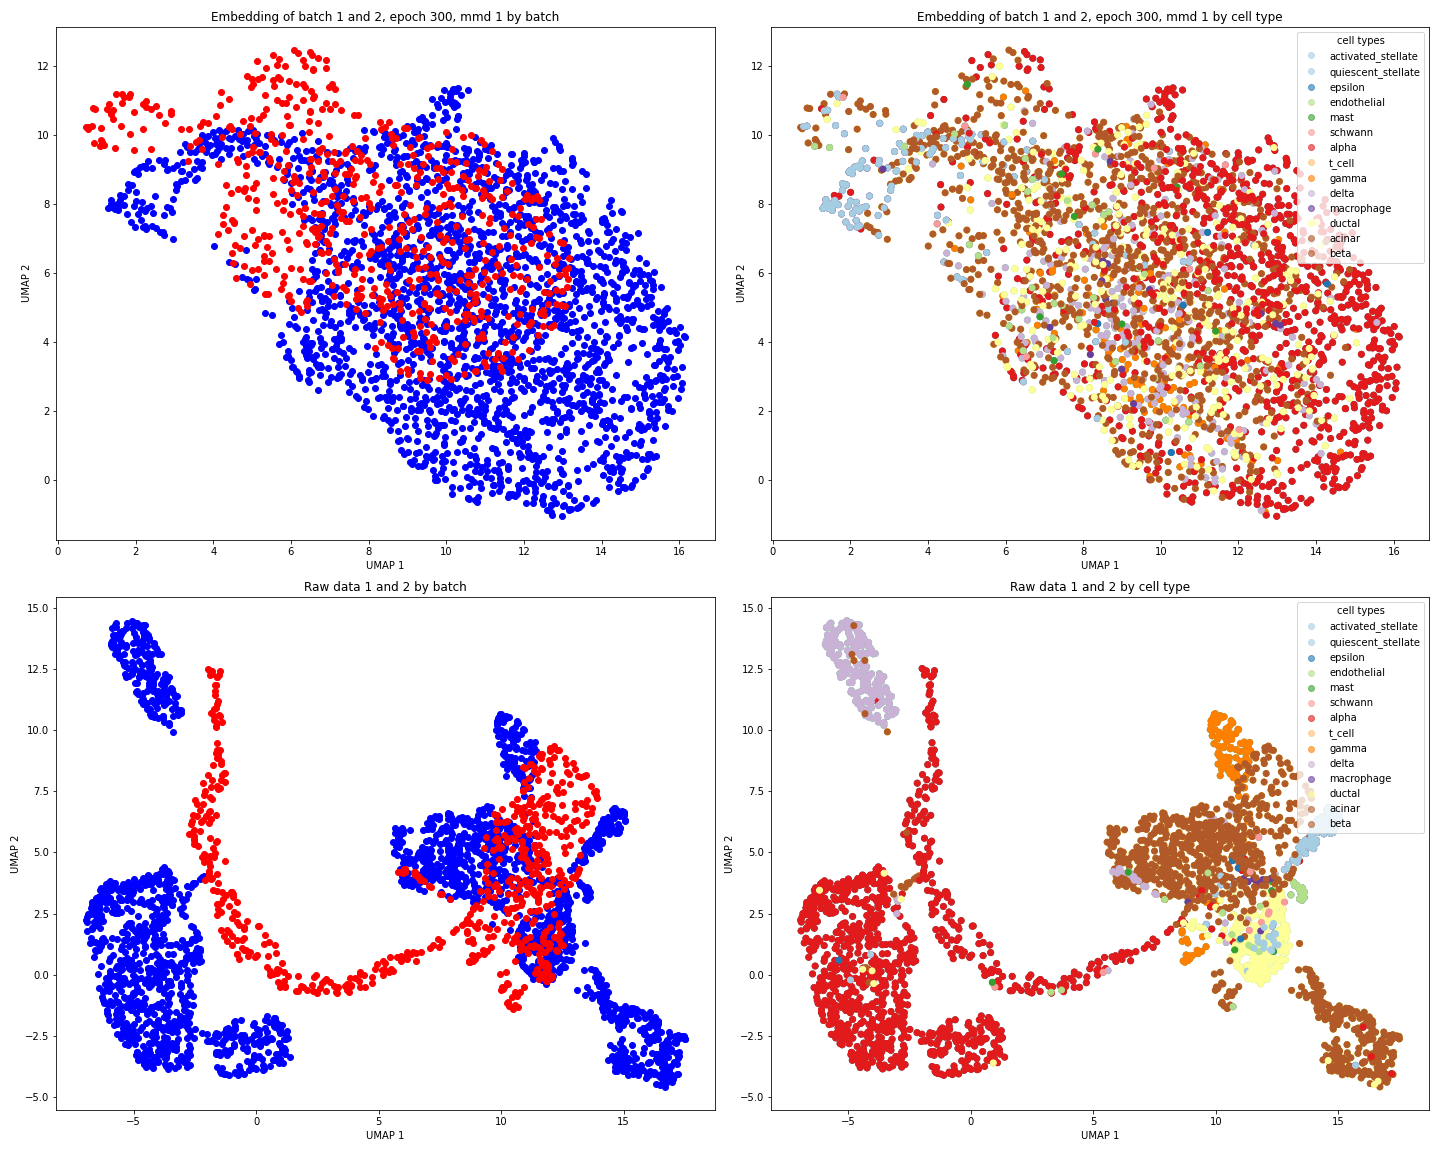 Embedding of batch 1 and 2, epoch 300, mmd 1 by batch
UMAP 2
12
10
8
6
4
2
0
0 2 4 6 8 10 12 14 16
UMAP 1
Embedding of batch 1 and 2, epoch 300, mmd 1 by cell type
UMAP 2
12
10
8
6
4
2
0
0 2 4 6 8 10 12 14 16
UMAP 1
cell types
activated_stellate
quiescent_stellate
epsilon
endothelial
mast
schwann
alpha
t_cell
gamma
delta
macrophage
ductal
acinar
beta
Raw data 1 and 2 by batch
UMAP 2
15.0
12.5
10.0
7.5
5.0
2.5
0.0
−2.5
−5.0
−5 0 5 10 15
UMAP 1
Raw data 1 and 2 by cell type
UMAP 2
15.0
12.5
10.0
7.5
5.0
2.5
0.0
−2.5
−5.0
−5 0 5 10 15
UMAP 1
cell types
activated_stellate
quiescent_stellate
epsilon
endothelial
mast
schwann
alpha
t_cell
gamma
delta
macrophage
ductal
acinar
beta